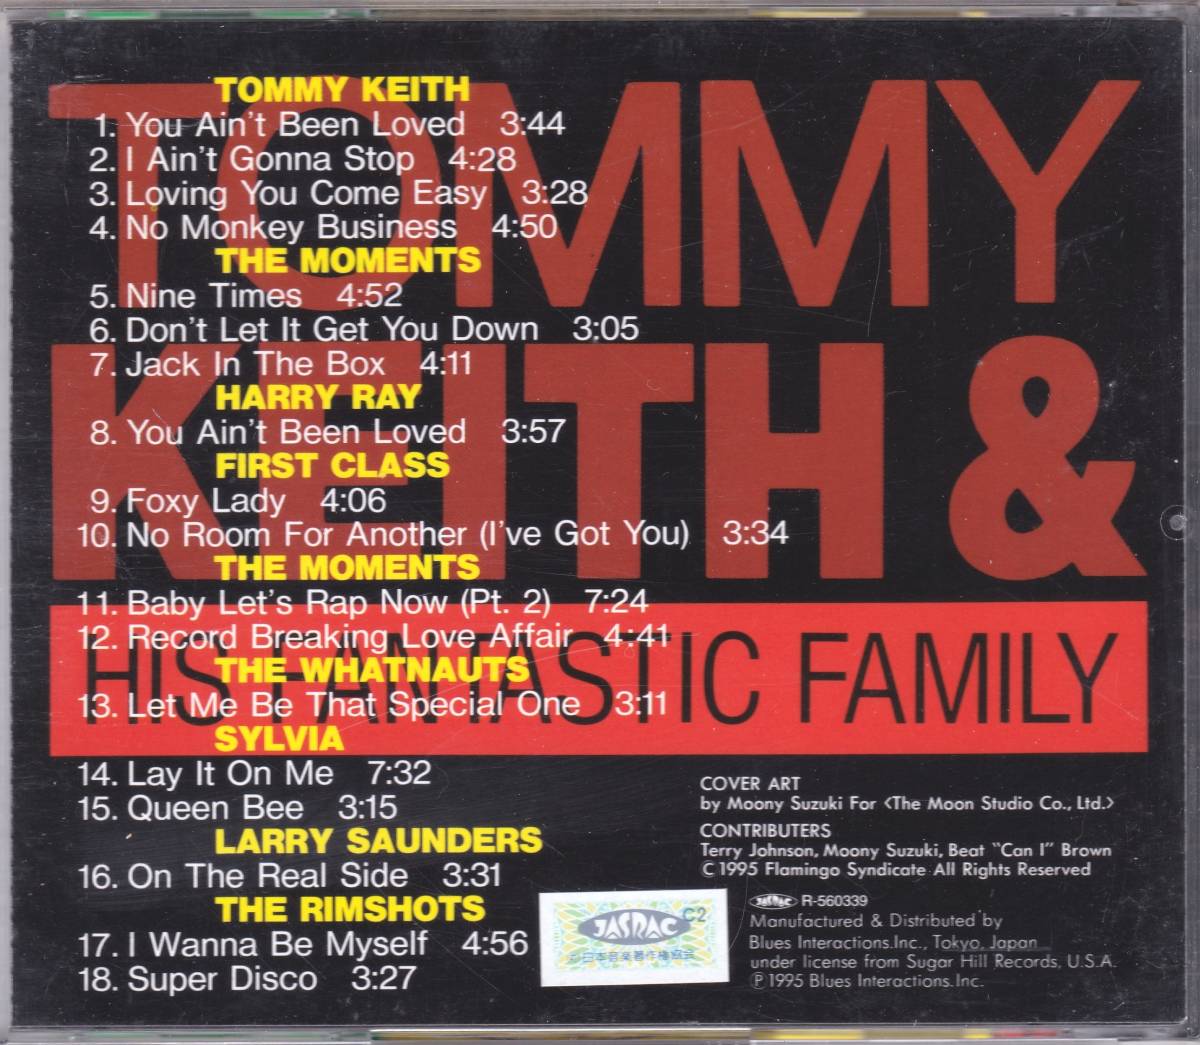 TOMMY KEITH
1. You Ain't Been Loved 3:44
2. I Ain't Gonna Stop 4:28
3. Loving You Come Easy 3:28
4. No Monkey Business 4:50
THE MOMENTS
5. Nine Times 4:52
6. Don't Let It Get You Down 3:05
7. Jack In The Box 4:11
HARRY RAY
8. You Ain't Been Loved 3:57
FIRST CLASS
9. Foxy Lady 4:06
10. No Room For Another (I've Got You) 3:34
THE MOMENTS
11. Baby Let's Rap Now (Pt. 2) 7:24
12. Record Breaking Love Affair 4:41
THE WHATNAUTS
13. Let Me Be That Special One 3:11
SYLVIA
14. Lay It On Me 7:32
15. Queen Bee 3:15
LARRY SAUNDERS
16. On The Real Side 3:31
THE RIMSHOTS
17. I Wanna Be Myself 4:56
18. Super Disco 3:27
TOMMY
KEITH &
HIS FANTASTIC FAMILY
COVER ART
by Moony Suzuki For <The Moon Studio Co., Ltd.>
CONTRIBUTERS
Terry Johnson, Moony Suzuki, Beat "Can I" Brown
©1995 Flamingo Syndicate All Rights Reserved
JASRAC R-560339
Manufactured & Distributed by
Blues Interactions.Inc., Tokyo, Japan
under license from Sugar Hill Records, U.S.A.
℗1995 Blues Interactions.Inc.
JASRAC C2
日本音楽著作権協会